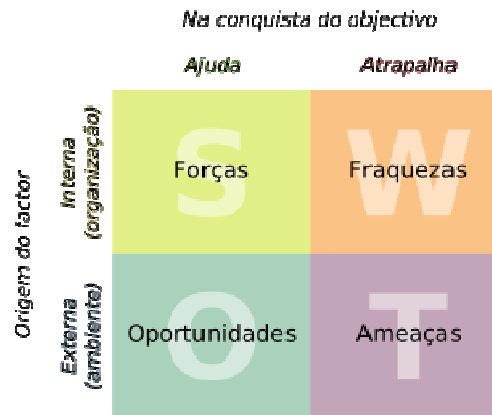 Na conquista do objectivo
Ajuda
Atrapalha
Origem do factor
Interna
(organização)
S
Forças
W
Fraquezas
Externa
(ambiente)
O
Oportunidades
T
Ameaças